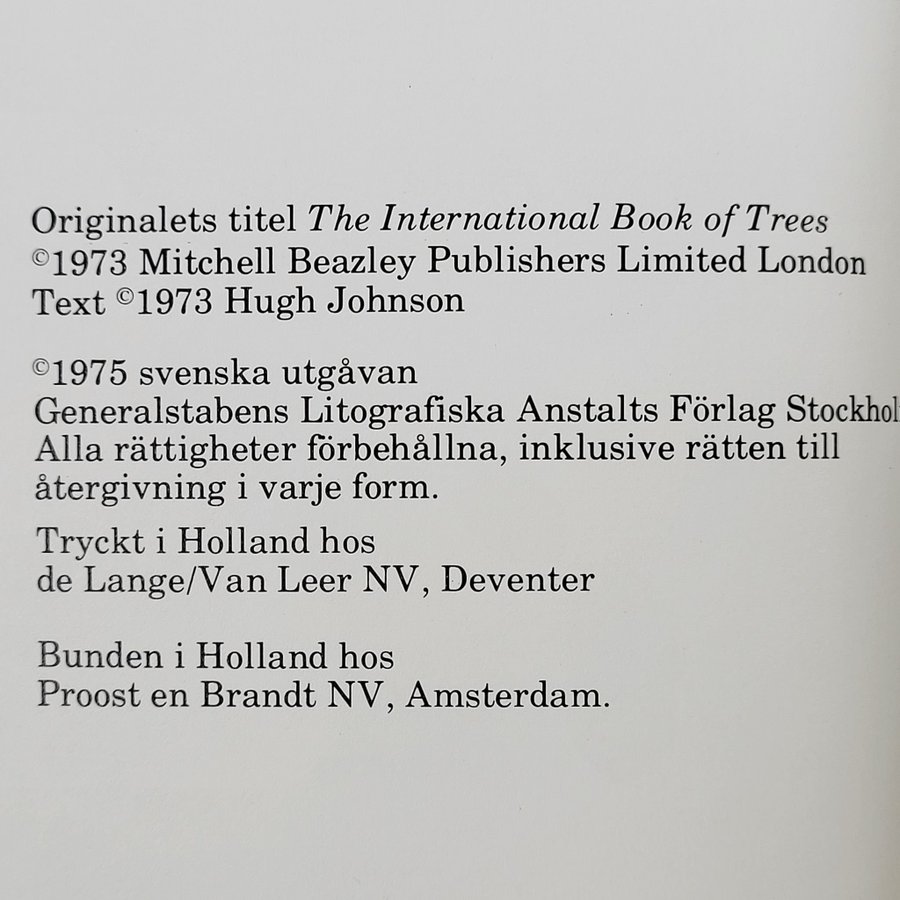 Originalets titel The International Book of Trees
©1973 Mitchell Beazley Publishers Limited London
Text ©1973 Hugh Johnson
©1975 svenska utgåvan
Generalstabens Litografiska Anstalts Förlag Stockhol
Alla rättigheter förbehållna, inklusive rätten till
återgivning i varje form.
Tryckt i Holland hos
de Lange/Van Leer NV, Deventer
Bunden i Holland hos
Proost en Brandt NV, Amsterdam.